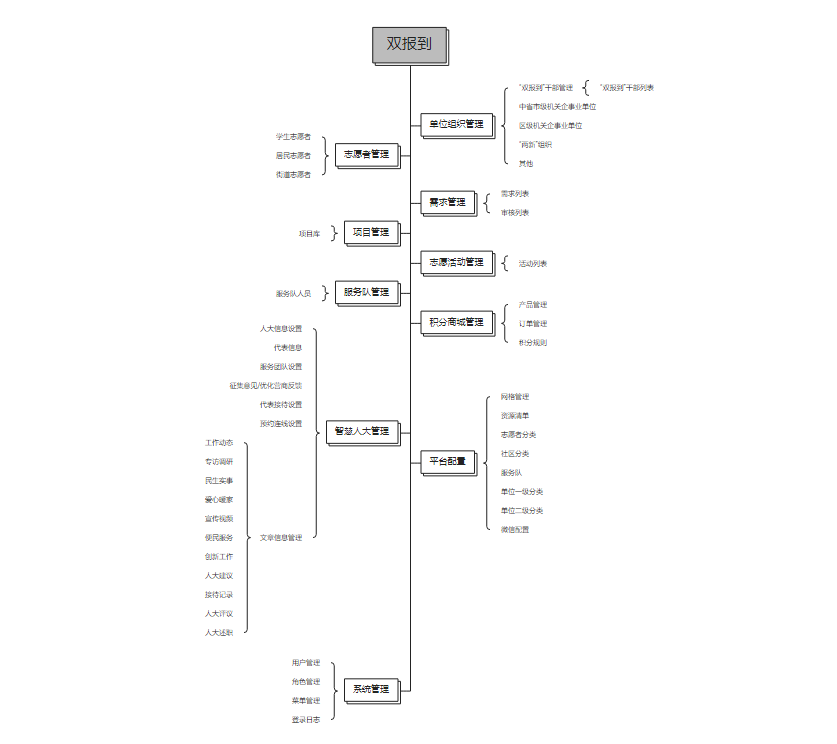 双报到
单位组织管理
"双报到"干部管理
"双报到"干部列表
中省市级机关企事业单位
区级机关企事业单位
"两新"组织
其他
志愿者管理
学生志愿者
居民志愿者
街道志愿者
需求管理
需求列表
审核列表
项目管理
项目库
志愿活动管理
活动列表
服务队管理
服务队人员
积分商城管理
产品管理
订单管理
积分规则
智慧人大管理
人大信息设置
代表信息
服务团队设置
征集意见/优化营商反馈
代表接待设置
预约连线设置
文章信息管理
工作动态
专访调研
民生实事
爱心暖家
宣传视频
便民服务
创新工作
人大建议
接待记录
人大评议
人大述职
平台配置
网格管理
资源清单
志愿者分类
社区分类
服务队
单位一级分类
单位二级分类
微信配置
系统管理
用户管理
角色管理
菜单管理
登录日志